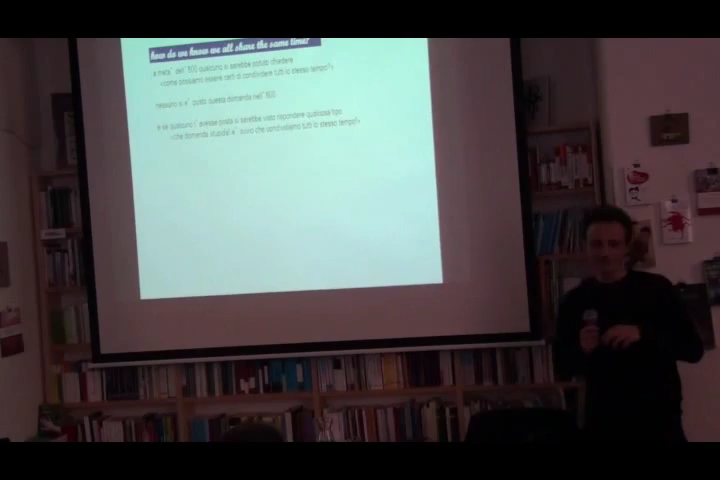 how do we know we all share the same time?
a meta' dell' 800 qualcuno si sarebbe potuto chiedere
«come possiamo essere certi di condividere tutti lo stesso tempo?»
nessuno si e' posto questa domanda nell' 800.
e se qualcuno l' avesse posta si sarebbe visto rispondere qualcosa tipo
«che domanda stupida! e' ovvio che condividiamo tutti lo stesso tempo!»